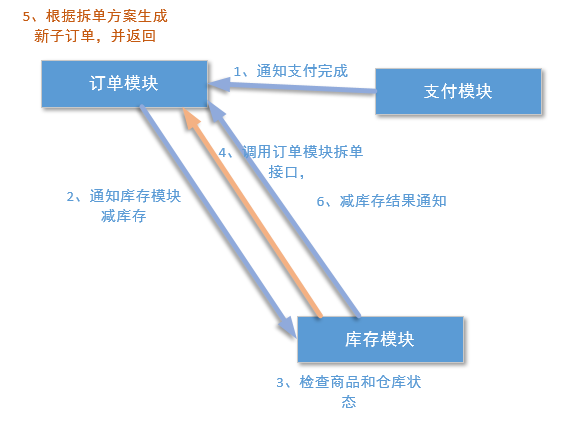 5、根据拆单方案生成
新子订单，并返回
订单模块
1、通知支付完成
支付模块
4、调用订单模块拆单
接口，
2、通知库存模块
减库存
6、减库存结果通知
库存模块
3、检查商品和仓库状
态